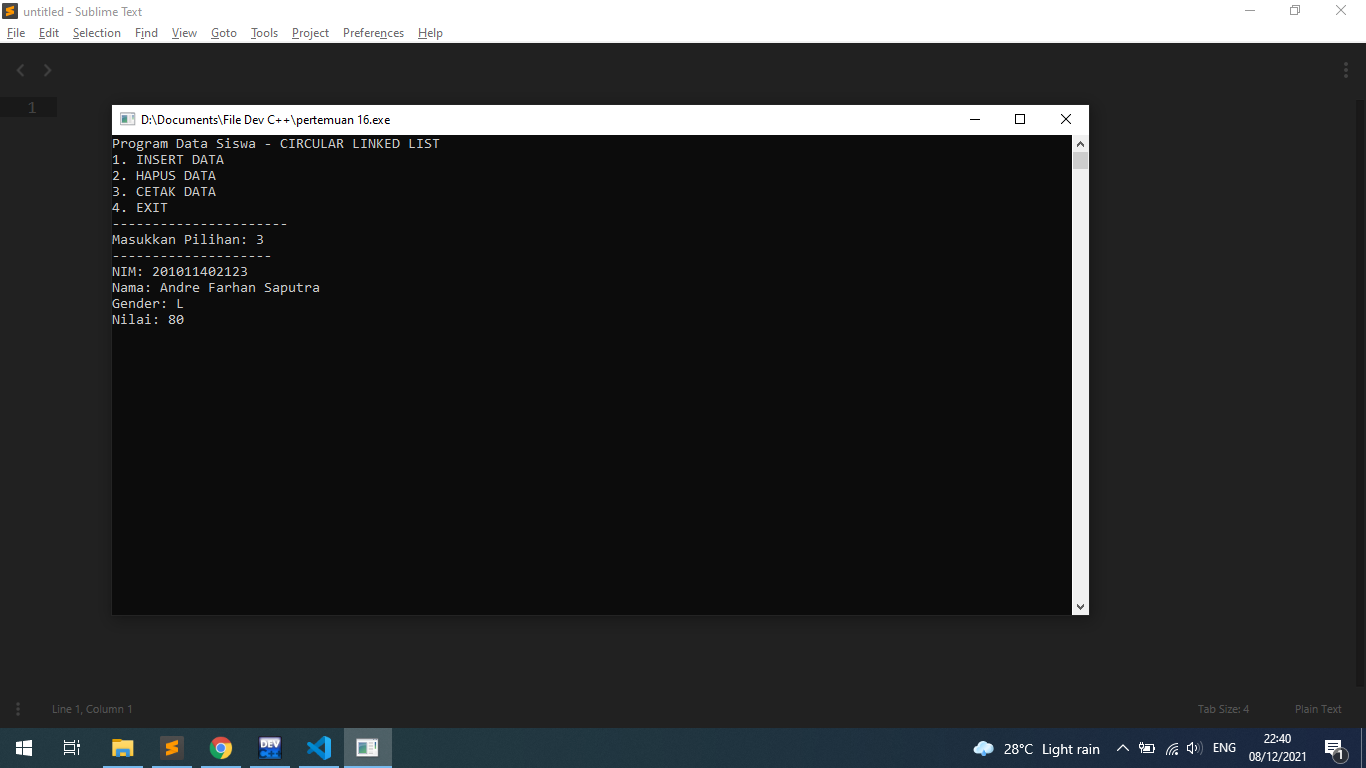 untitled - Sublime Text
File Edit Selection Find View Goto Tools Project Preferences Help
1
D:\Documents\File Dev C++\pertemuan 16.exe
Program Data Siswa - CIRCULAR LINKED LIST
1. INSERT DATA
2. HAPUS DATA
3. CETAK DATA
4. EXIT
----------------------
Masukkan Pilihan: 3
--------------------
NIM: 201011402123
Nama: Andre Farhan Saputra
Gender: L
Nilai: 80
Line 1, Column 1
Tab Size: 4
Plain Text
DEV
28°C Light rain
ENG
22:40
08/12/2021
1